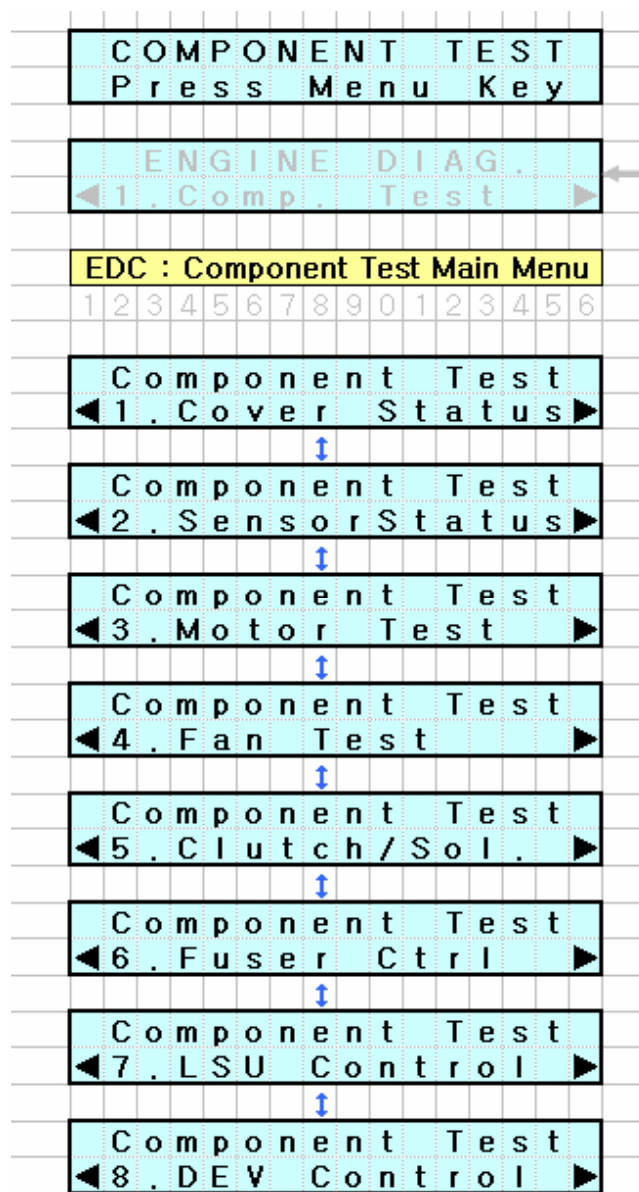 COMPONENT TEST
Press Menu Key
ENGINE DIAG.
◀1.Comp. Test ▶
EDC : Component Test Main Menu
1234567890123456
Component Test
◀1.Cover Status▶
Component Test
◀2.SensorStatus▶
Component Test
◀3.Motor Test ▶
Component Test
◀4.Fan Test ▶
Component Test
◀5.Clutch/Sol. ▶
Component Test
◀6.Fuser Ctrl ▶
Component Test
◀7.LSU Control ▶
Component Test
◀8.DEV Control ▶